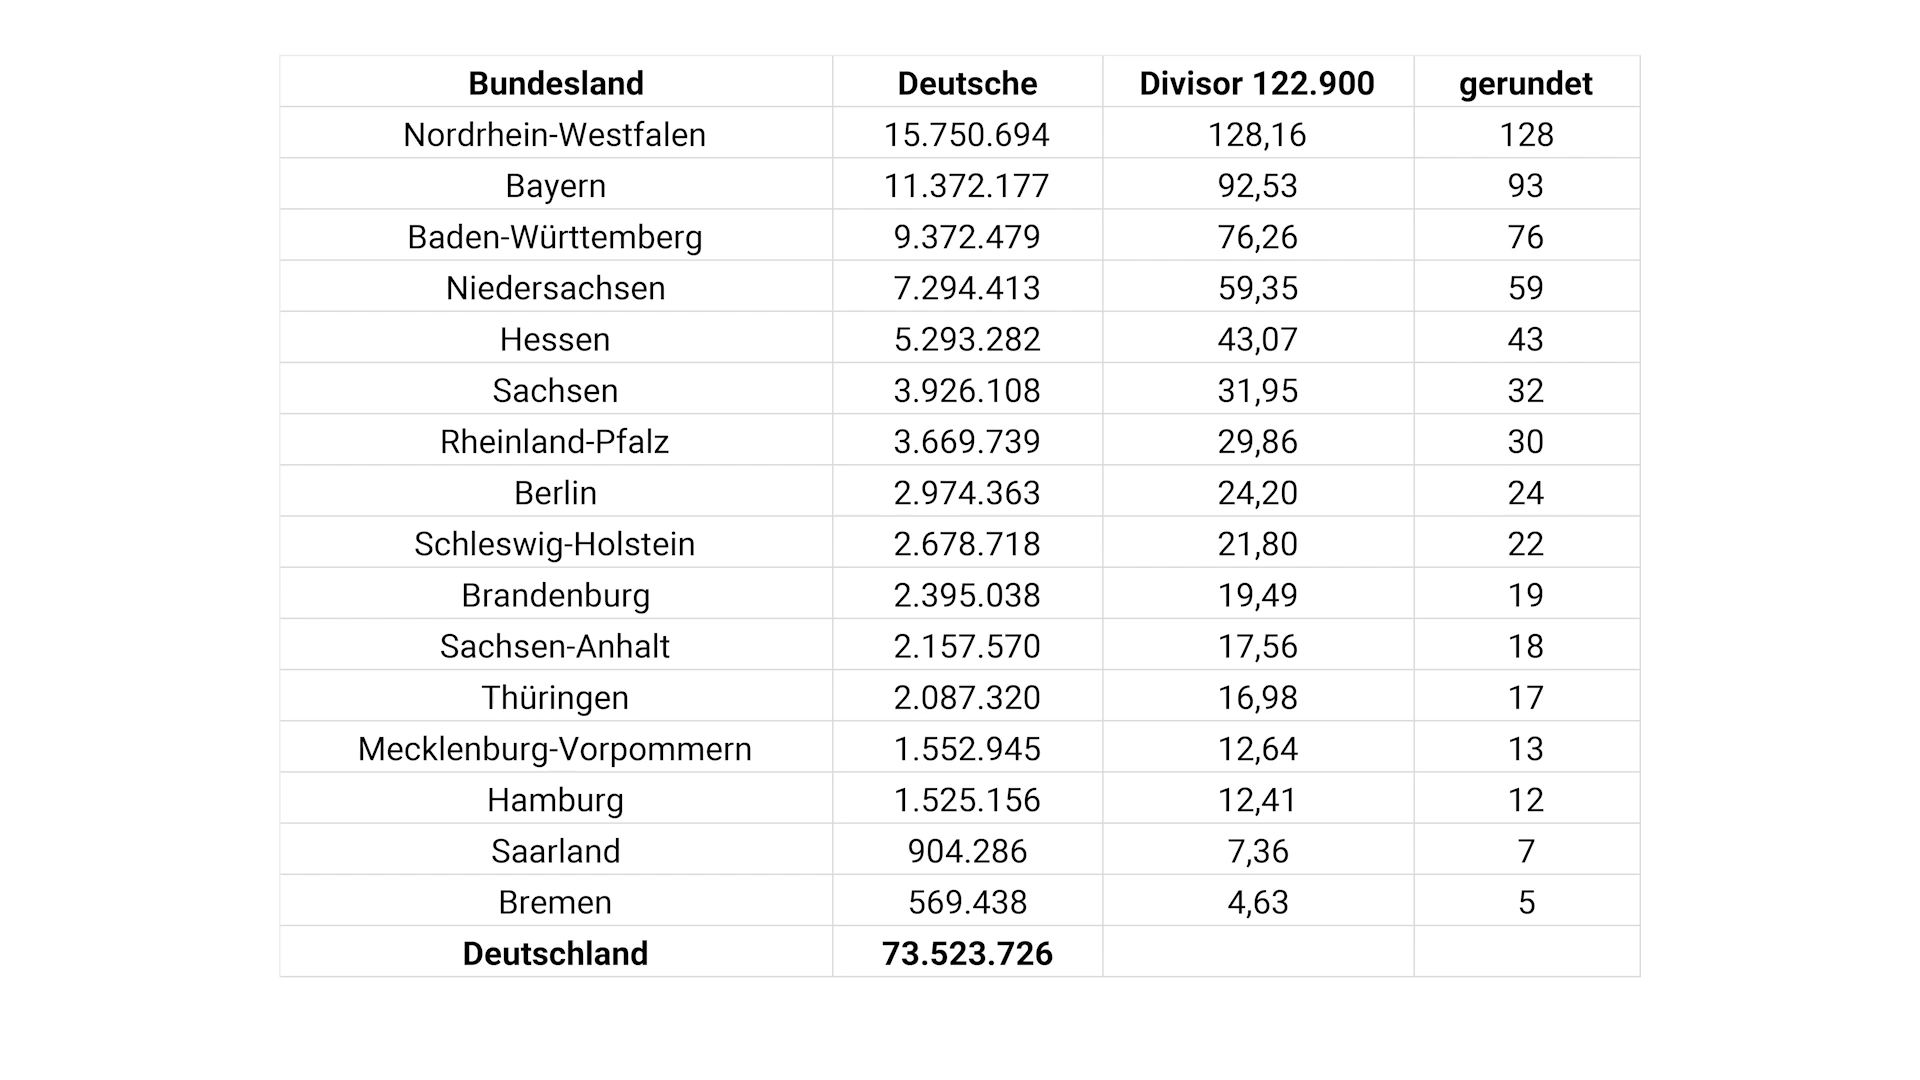 Bundesland Deutsche Divisor 122.900 gerundet
Nordrhein-Westfalen 15.750.694 128,16 128
Bayern 11.372.177 92,53 93
Baden-Württemberg 9.372.479 76,26 76
Niedersachsen 7.294.413 59,35 59
Hessen 5.293.282 43,07 43
Sachsen 3.926.108 31,95 32
Rheinland-Pfalz 3.669.739 29,86 30
Berlin 2.974.363 24,20 24
Schleswig-Holstein 2.678.718 21,80 22
Brandenburg 2.395.038 19,49 19
Sachsen-Anhalt 2.157.570 17,56 18
Thüringen 2.087.320 16,98 17
Mecklenburg-Vorpommern 1.552.945 12,64 13
Hamburg 1.525.156 12,41 12
Saarland 904.286 7,36 7
Bremen 569.438 4,63 5
Deutschland 73.523.726